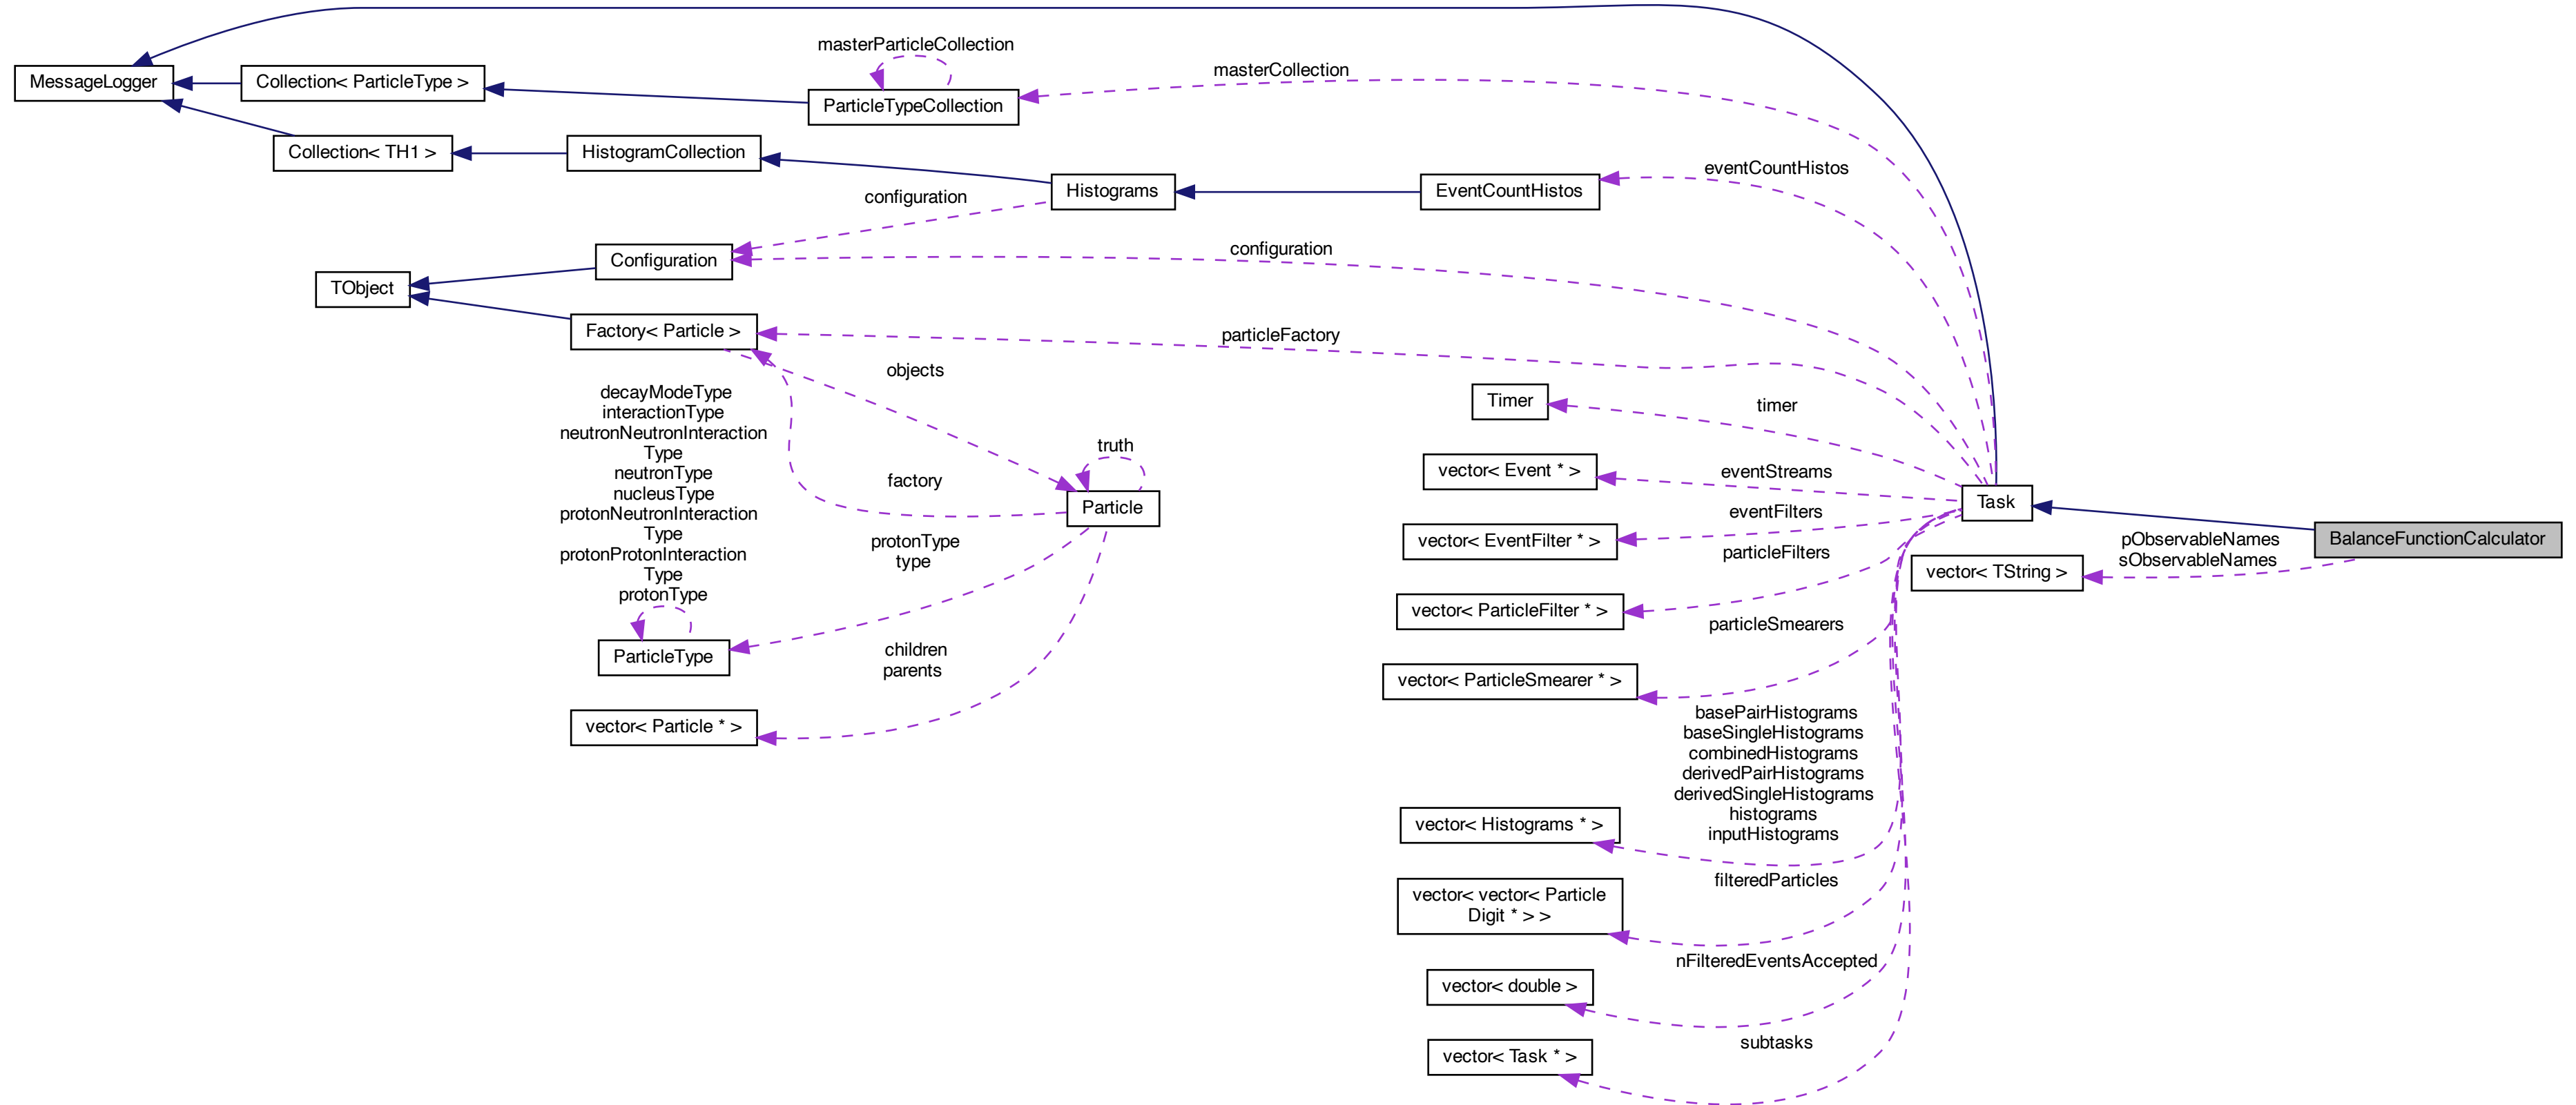 masterParticleCollection
masterCollection
MessageLogger
Collection< ParticleType >
ParticleTypeCollection
Collection< TH1 >
HistogramCollection
eventCountHistos
Histograms
EventCountHistos
configuration
configuration
Configuration
TObject
Factory< Particle >
particleFactory
objects
decayModeType
interactionType
neutronNeutronInteraction
Type
neutronType
nucleusType
protonNeutronInteraction
Type
protonProtonInteraction
Type
protonType
ParticleType
factory
truth
Particle
protonType
type
children
parents
vector< Particle * >
Timer
timer
vector< Event * >
eventStreams
eventFilters
vector< EventFilter * >
particleFilters
vector< ParticleFilter * >
particleSmearers
vector< ParticleSmearer * >
basePairHistograms
baseSingleHistograms
combinedHistograms
derivedPairHistograms
derivedSingleHistograms
histograms
inputHistograms
vector< Histograms * >
filteredParticles
vector< vector< Particle
Digit * > >
nFilteredEventsAccepted
vector< double >
subtasks
vector< Task * >
Task
BalanceFunctionCalculator
pObservableNames
sObservableNames
vector< TString >